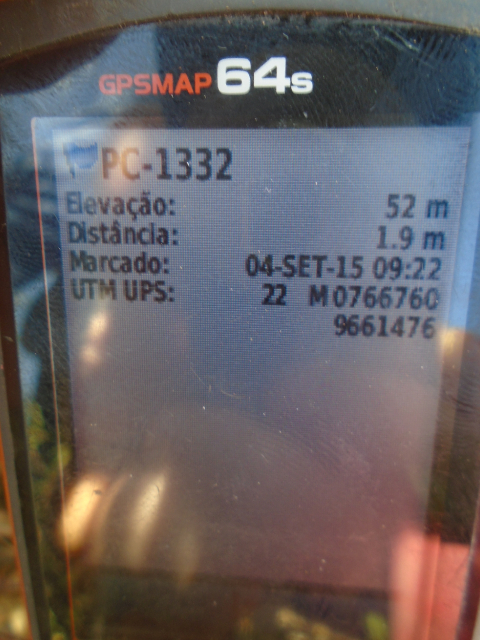 GPSMAP 64s
PC-1332
Elevação: 52 m
Distância: 1.9 m
Marcado: 04-SET-15 09:22
UTM UPS: 22 M 0766760
9661476